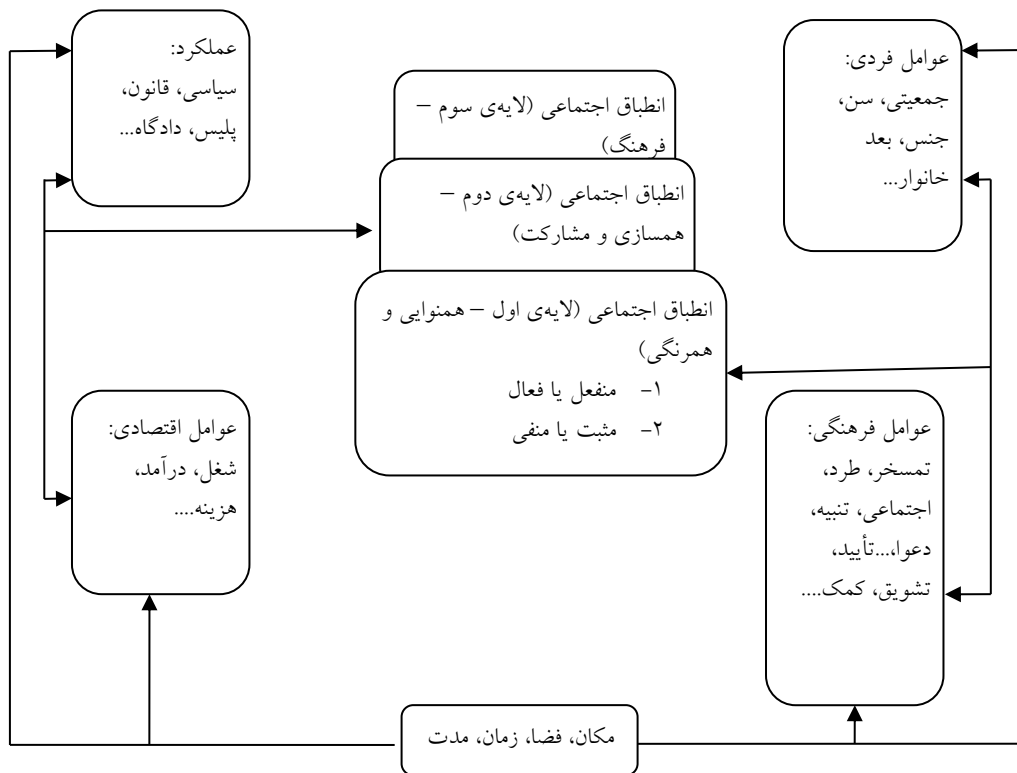 عوامل فردی:
جمعیتی، سن،
جنس، بعد
خانوار...
انطباق اجتماعی (لایه‌ی سوم –
فرهنگ)
انطباق اجتماعی (لایه‌ی دوم –
همسازی و مشارکت)
انطباق اجتماعی (لایه‌ی اول – همنوایی و
همرنگی)
۱- منفعل یا فعال
۲- مثبت یا منفی
عملکرد:
سیاسی، قانون،
پلیس، دادگاه...
عوامل فرهنگی:
تمسخر، طرد،
اجتماعی، تنبیه،
دعوا،...تأیید،
تشویق، کمک....
عوامل اقتصادی:
شغل، درآمد،
هزینه....
مکان، فضا، زمان، مدت